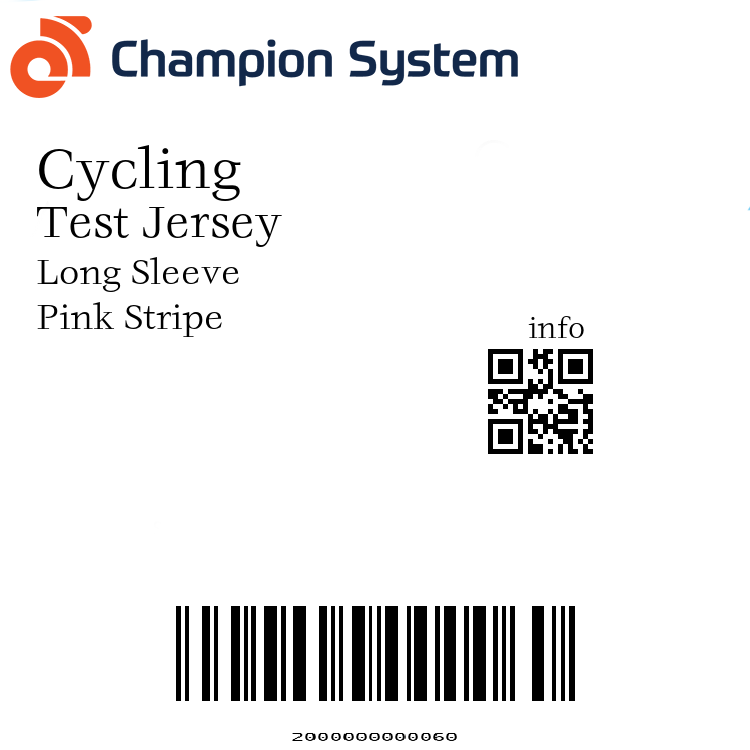 Champion System
Cycling
Test Jersey
Long Sleeve
Pink Stripe
info
2000000000060